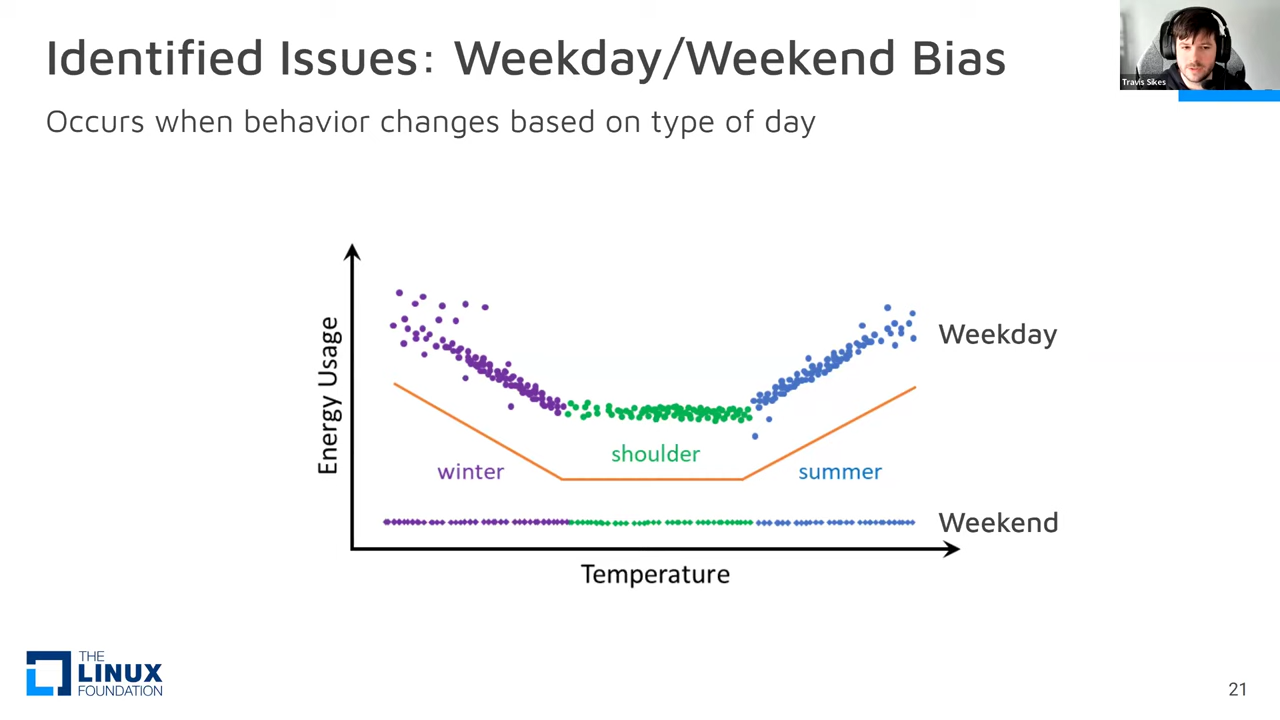 Identified Issues: Weekday/Weekend Bias
Travis Sikes
Occurs when behavior changes based on type of day
Energy Usage
Weekday
shoulder
winter
summer
Weekend
Temperature
THE
LINUX
FOUNDATION
21